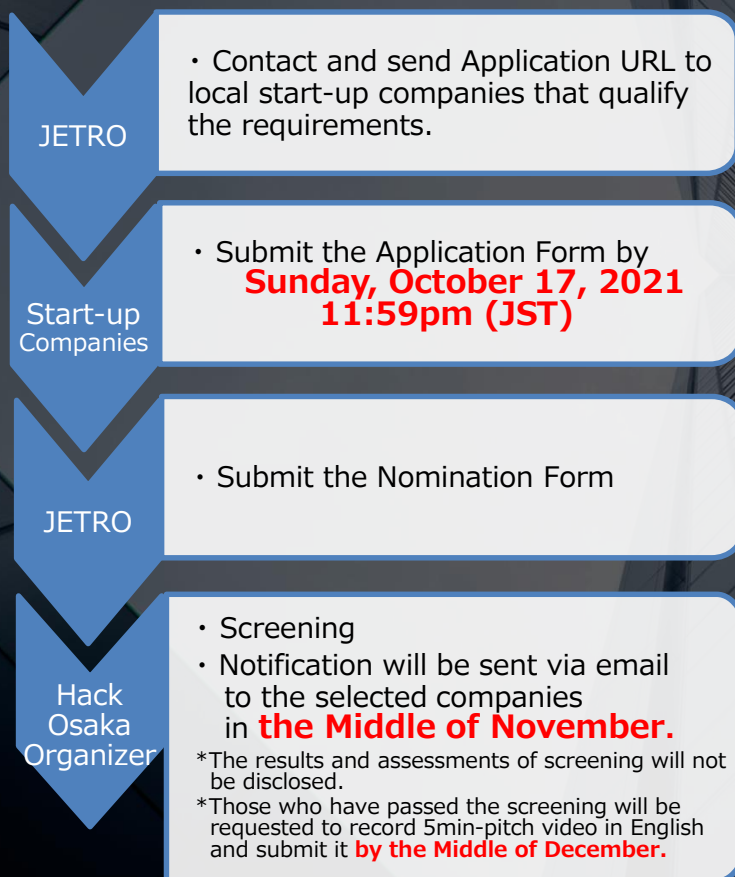 JETRO
・Contact and send Application URL to
local start-up companies that qualify
the requirements.
Start-up
Companies
・Submit the Application Form by
Sunday, October 17, 2021
11:59pm (JST)
JETRO
・Submit the Nomination Form
Hack
Osaka
Organizer
・Screening
・Notification will be sent via email
to the selected companies
in the Middle of November.
*The results and assessments of screening will not
be disclosed.
*Those who have passed the screening will be
requested to record 5min-pitch video in English
and submit it by the Middle of December.